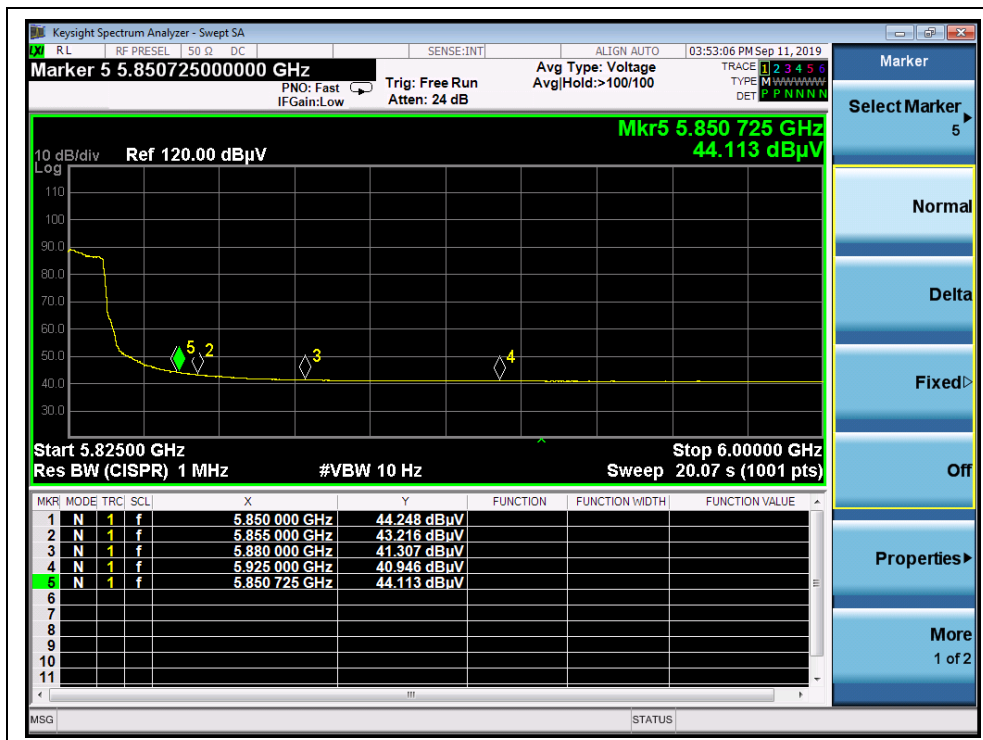 Keysight Spectrum Analyzer - Swept SA
LXI RL RF PRESEL 50 Ω DC SENSE:INT ALIGN AUTO 03:53:06 PM Sep 11, 2019
Marker 5 5.850725000000 GHz
PNO: Fast
IFGain:Low
Trig: Free Run
Atten: 24 dB
Avg Type: Voltage
Avg|Hold:>100/100
TRACE 1 2 3 4 5 6
TYPE M W W W W W
DET P P N N N N
Mkr5 5.850 725 GHz
44.113 dBµV
10 dB/div Ref 120.00 dBµV
Log
110
100
90.0
80.0
70.0
60.0
50.0
40.0
30.0
5 2 3 4
Start 5.82500 GHz Stop 6.00000 GHz
Res BW (CISPR) 1 MHz #VBW 10 Hz Sweep 20.07 s (1001 pts)
MKR MODE TRC SCL X Y FUNCTION FUNCTION WIDTH FUNCTION VALUE
1 N 1 f 5.850 000 GHz 44.248 dBµV
2 N 1 f 5.855 000 GHz 43.216 dBµV
3 N 1 f 5.880 000 GHz 41.307 dBµV
4 N 1 f 5.925 000 GHz 40.946 dBµV
5 N 1 f 5.850 725 GHz 44.113 dBµV
6
7
8
9
10
11
MSG STATUS
Marker
Select Marker
5
Normal
Delta
Fixed
Off
Properties
More
1 of 2